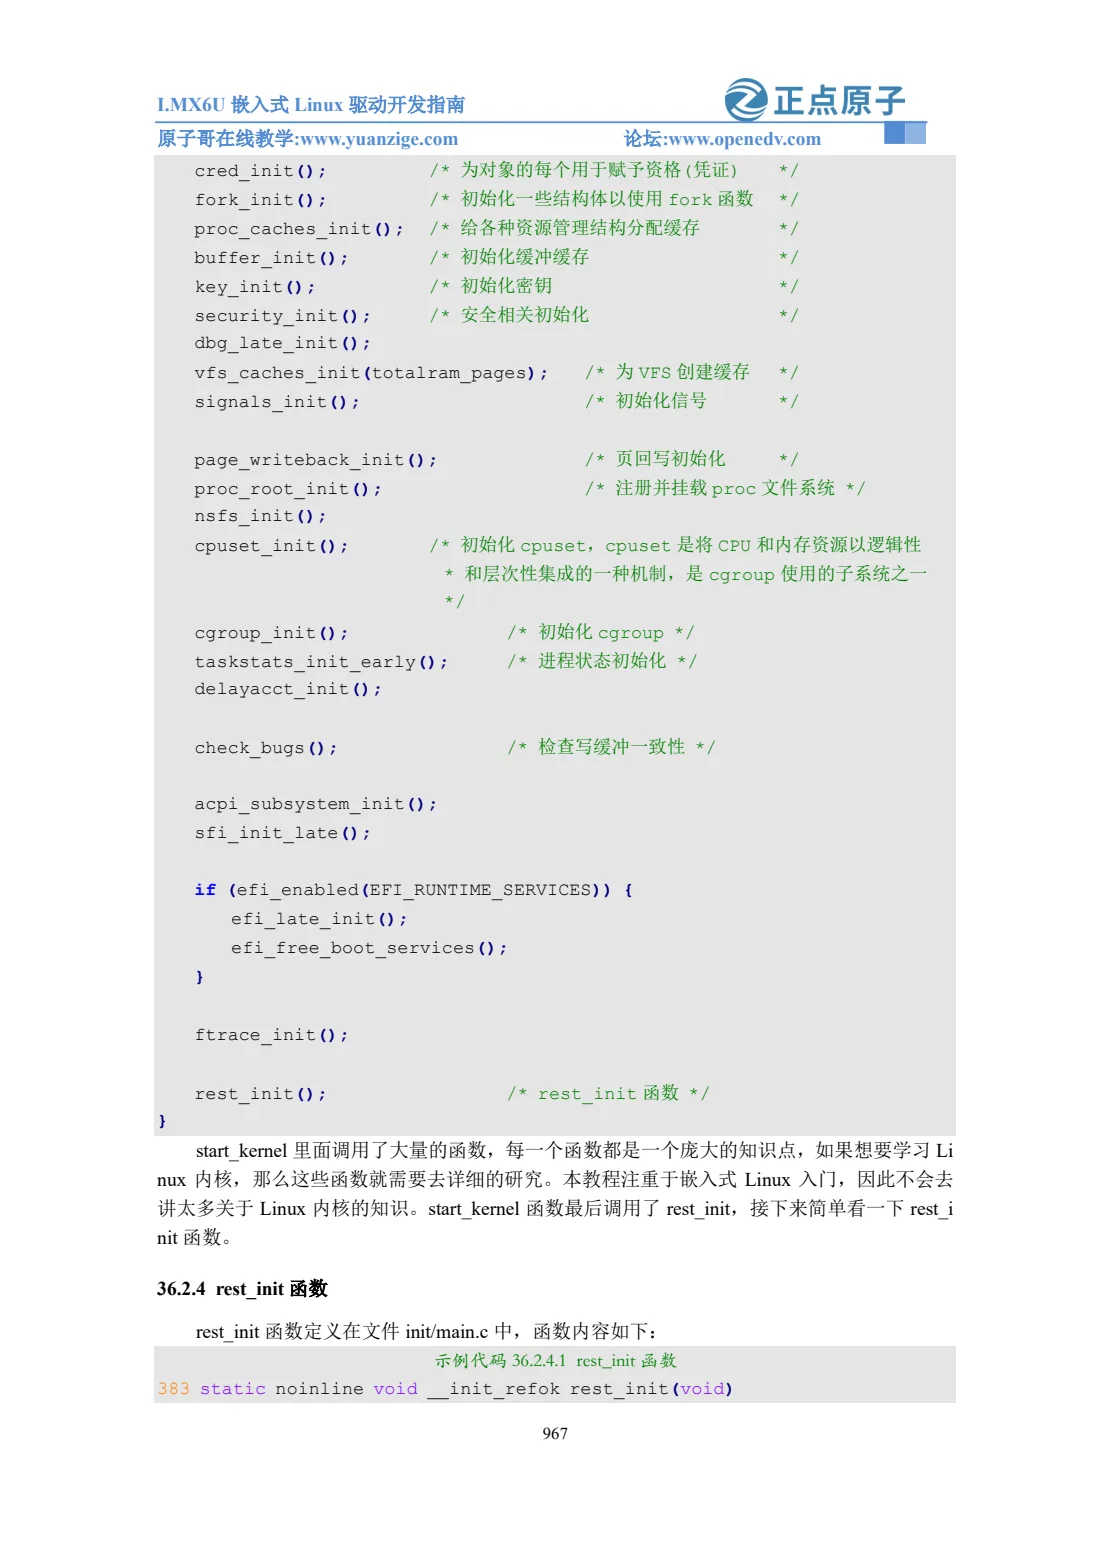 I.MX6U 嵌入式 Linux 驱动开发指南
正点原子
原子哥在线教学:www.yuanzige.com 论坛:www.openedv.com
cred_init(); /* 为对象的每个用于赋予资格(凭证) */
fork_init(); /* 初始化一些结构体以使用 fork 函数 */
proc_caches_init(); /* 给各种资源管理结构分配缓存 */
buffer_init(); /* 初始化缓冲缓存 */
key_init(); /* 初始化密钥 */
security_init(); /* 安全相关初始化 */
dbg_late_init();
vfs_caches_init(totalram_pages); /* 为 VFS 创建缓存 */
signals_init(); /* 初始化信号 */
page_writeback_init(); /* 页回写初始化 */
proc_root_init(); /* 注册并挂载 proc 文件系统 */
nsfs_init();
cpuset_init(); /* 初始化 cpuset，cpuset 是将 CPU 和内存资源以逻辑性
* 和层次性集成的一种机制，是 cgroup 使用的子系统之一
*/
cgroup_init(); /* 初始化 cgroup */
taskstats_init_early(); /* 进程状态初始化 */
delayacct_init();
check_bugs(); /* 检查写缓冲一致性 */
acpi_subsystem_init();
sfi_init_late();
if (efi_enabled(EFI_RUNTIME_SERVICES)) {
efi_late_init();
efi_free_boot_services();
}
ftrace_init();
rest_init(); /* rest_init 函数 */
}
start_kernel 里面调用了大量的函数，每一个函数都是一个庞大的知识点，如果想要学习 Li
nux 内核，那么这些函数就需要去详细的研究。本教程注重于嵌入式 Linux 入门，因此不会去
讲太多关于 Linux 内核的知识。start_kernel 函数最后调用了 rest_init，接下来简单看一下 rest_i
nit 函数。
36.2.4 rest_init 函数
rest_init 函数定义在文件 init/main.c 中，函数内容如下：
示例代码 36.2.4.1 rest_init 函数
383 static noinline void __init_refok rest_init(void)
967